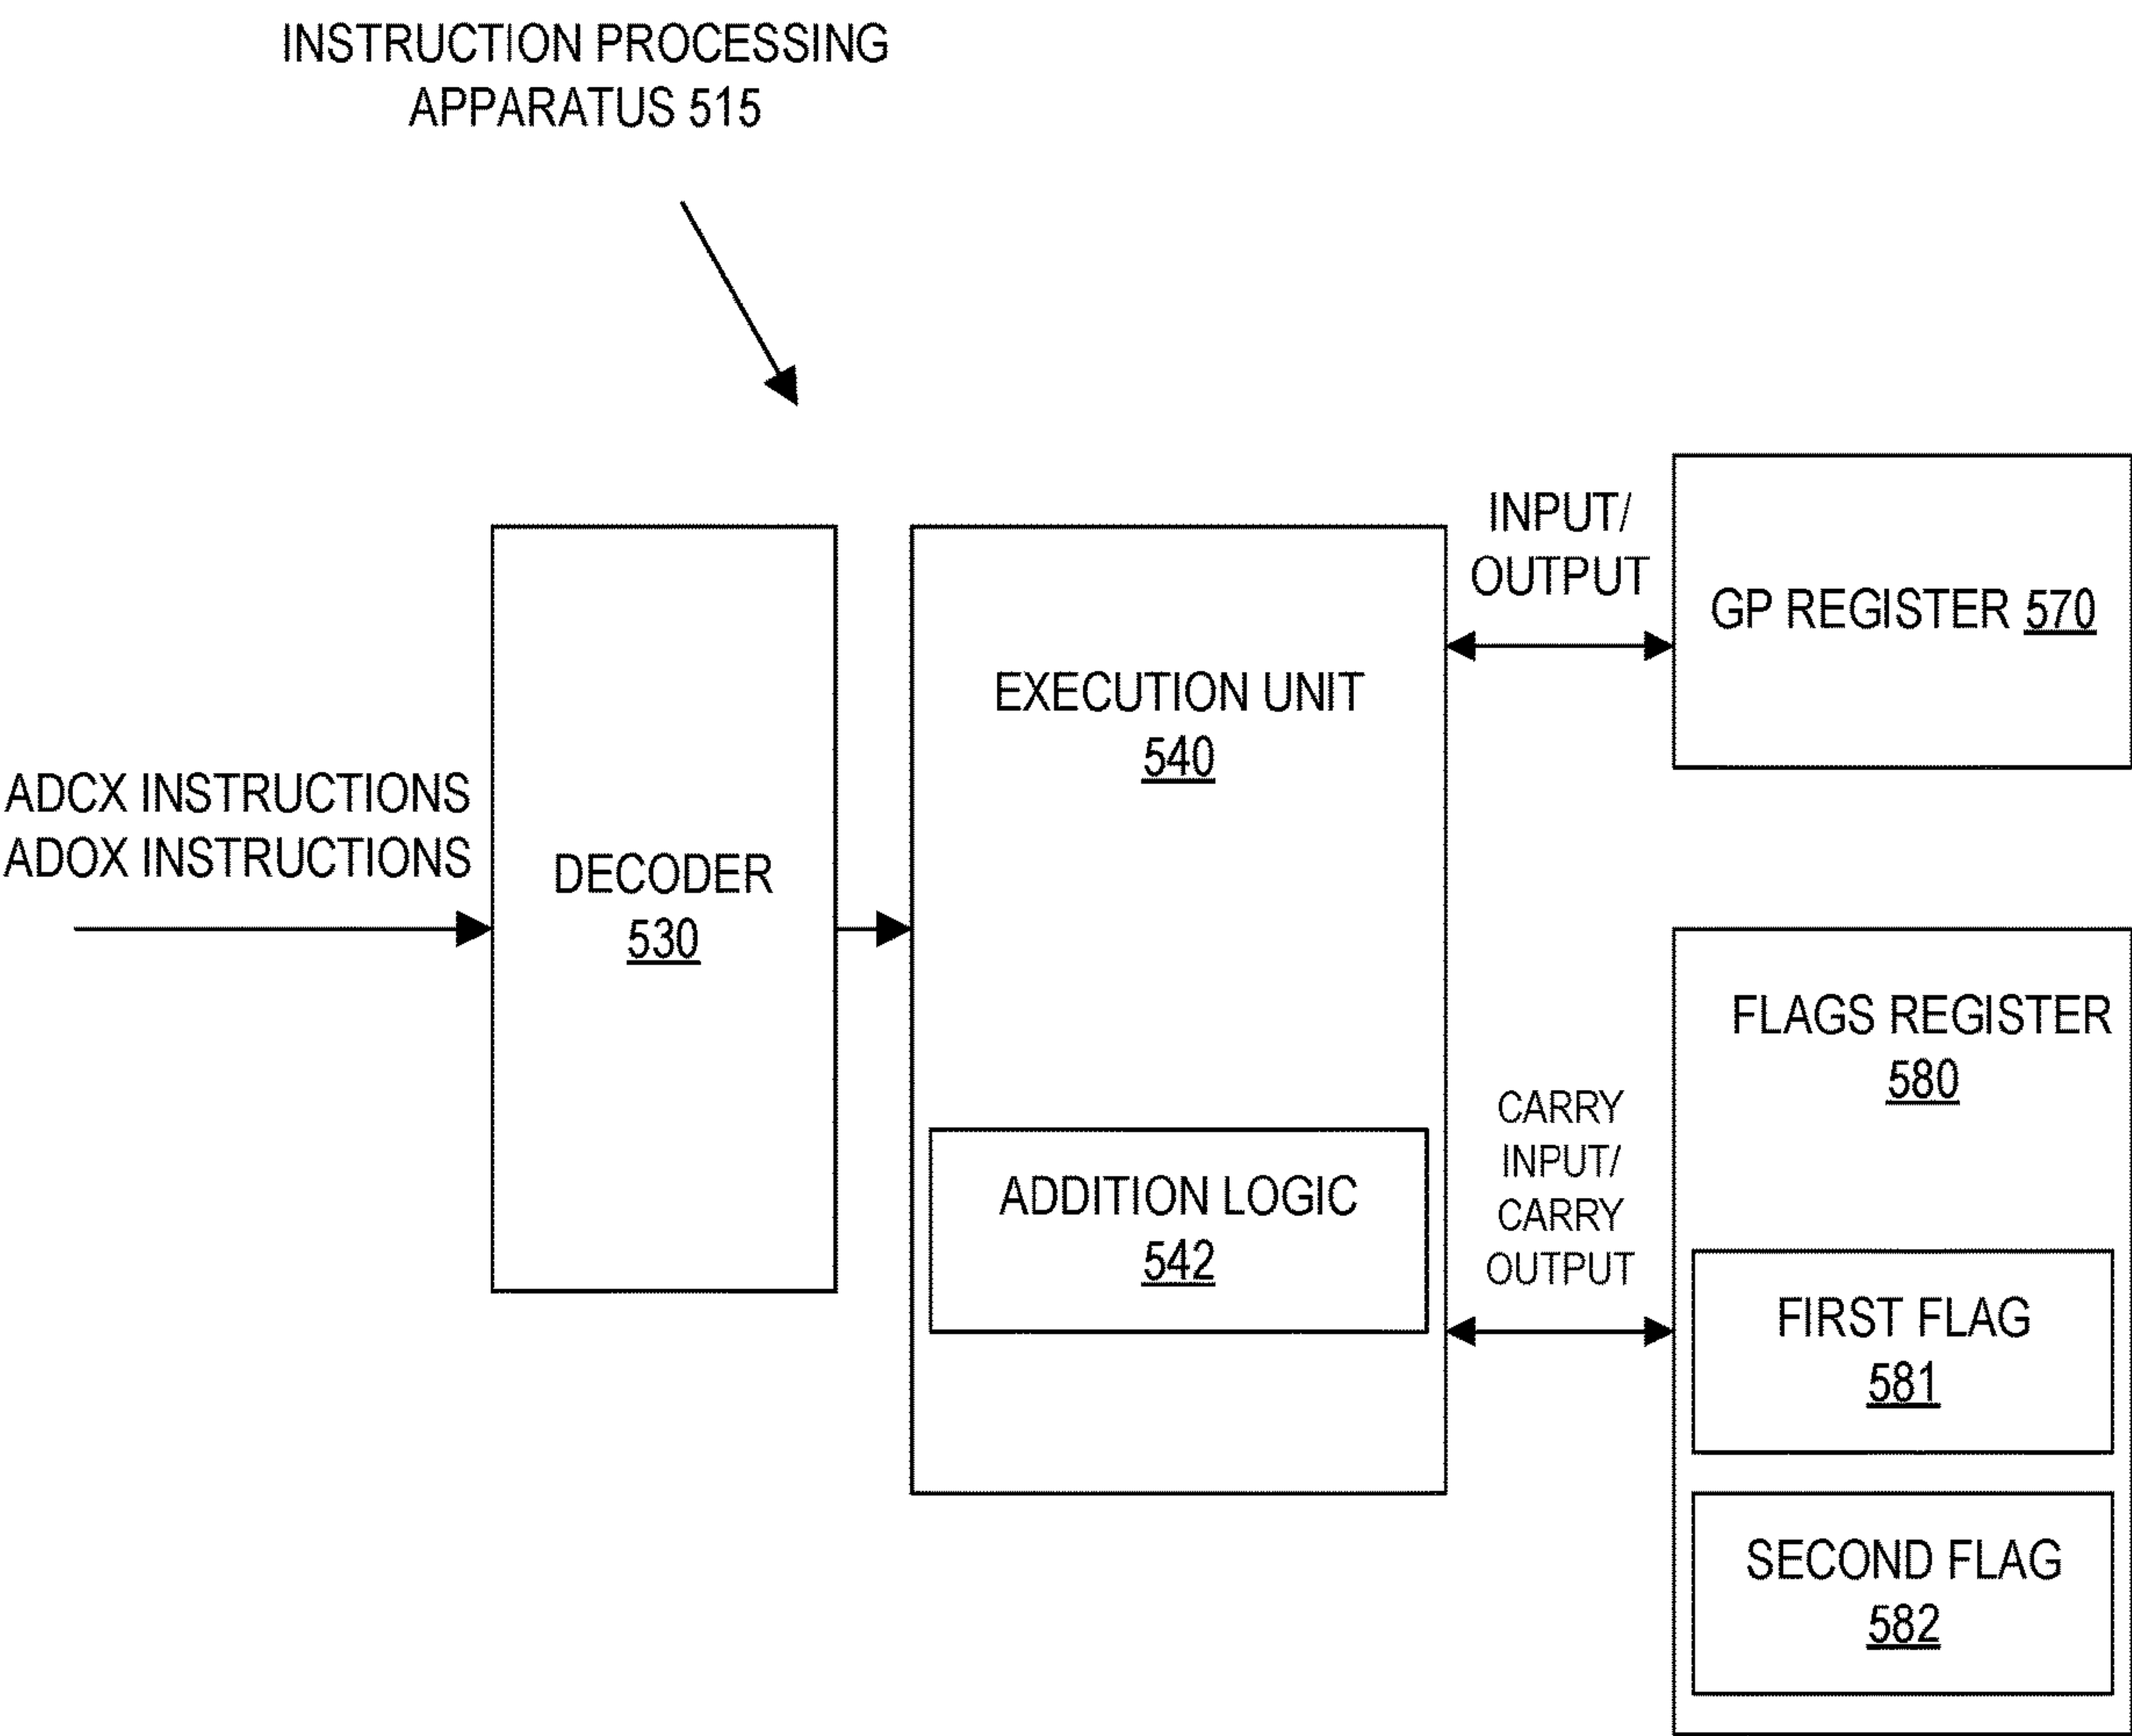 INSTRUCTION PROCESSING
APPARATUS 515
INPUT/
OUTPUT
GP REGISTER 570
EXECUTION UNIT
540
ADCX INSTRUCTIONS
ADOX INSTRUCTIONS
DECODER
530
FLAGS REGISTER
580
CARRY
INPUT/
CARRY
OUTPUT
ADDITION LOGIC
542
FIRST FLAG
581
SECOND FLAG
582